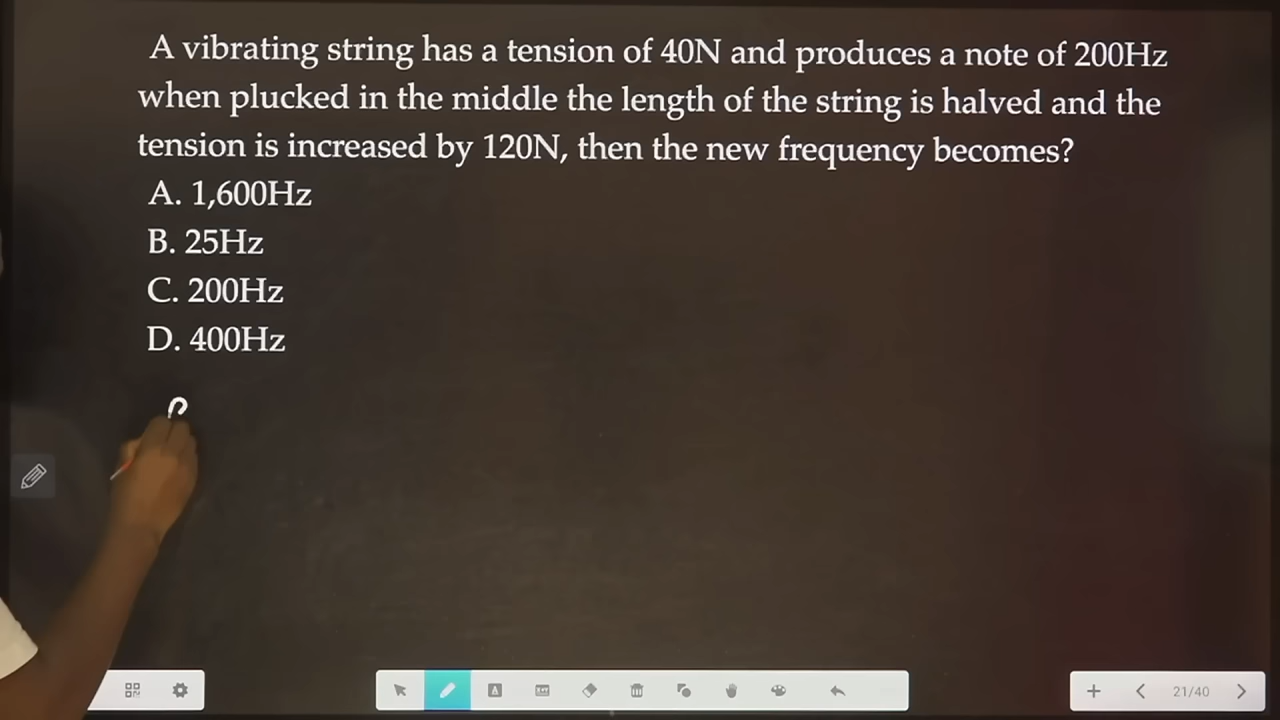 A vibrating string has a tension of 40N and produces a note of 200Hz
when plucked in the middle the length of the string is halved and the
tension is increased by 120N, then the new frequency becomes?
A. 1,600Hz
B. 25Hz
C. 200Hz
D. 400Hz
21/40